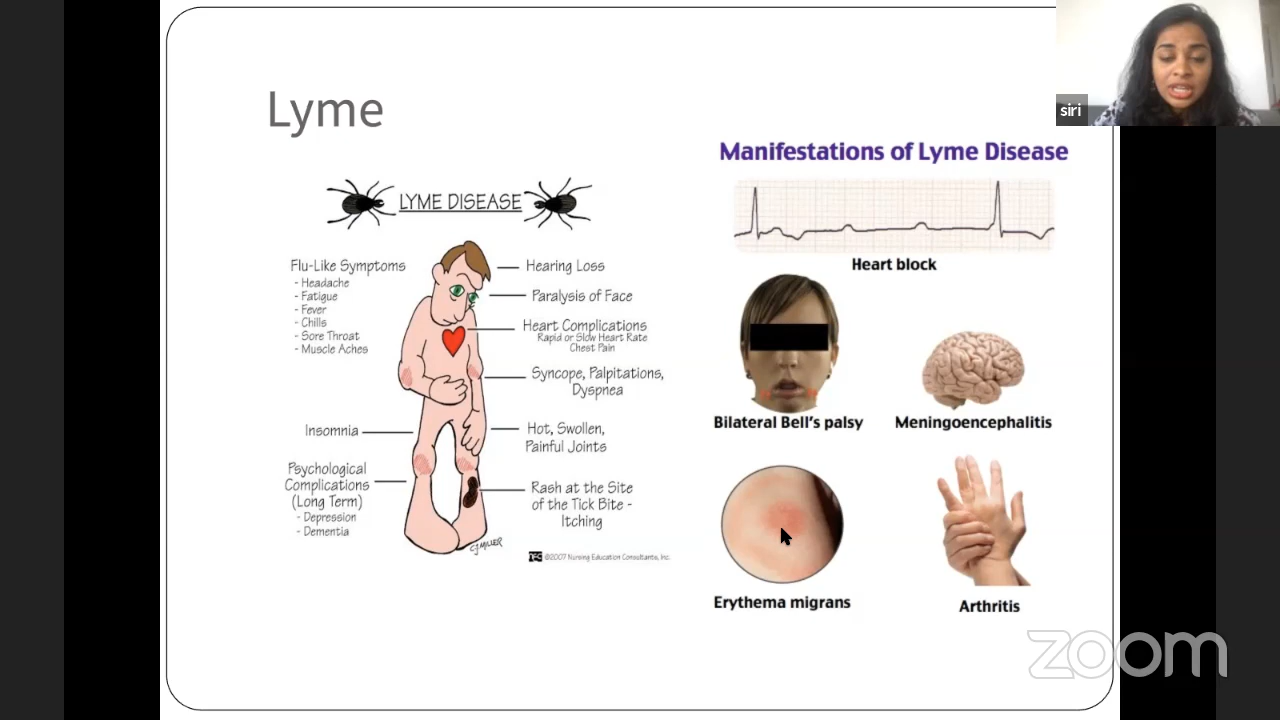 siri
Lyme
LYME DISEASE
Flu-Like Symptoms
- Headache
- Fatigue
- Fever
- Chills
- Sore Throat
- Muscle Aches
Insomnia
Psychological
Complications
(Long Term)
- Depression
- Dementia
Hearing Loss
Paralysis of Face
Heart Complications
Rapid or Slow Heart Rate
Chest Pain
Syncope, Palpitations,
Dyspnea
Hot, Swollen,
Painful Joints
Rash at the Site
of the Tick Bite -
Itching
CJMILLER
NEC ©2007 Nursing Education Consultants, Inc.
Manifestations of Lyme Disease
Heart block
Bilateral Bell's palsy
Meningoencephalitis
Erythema migrans
Arthritis
zoom